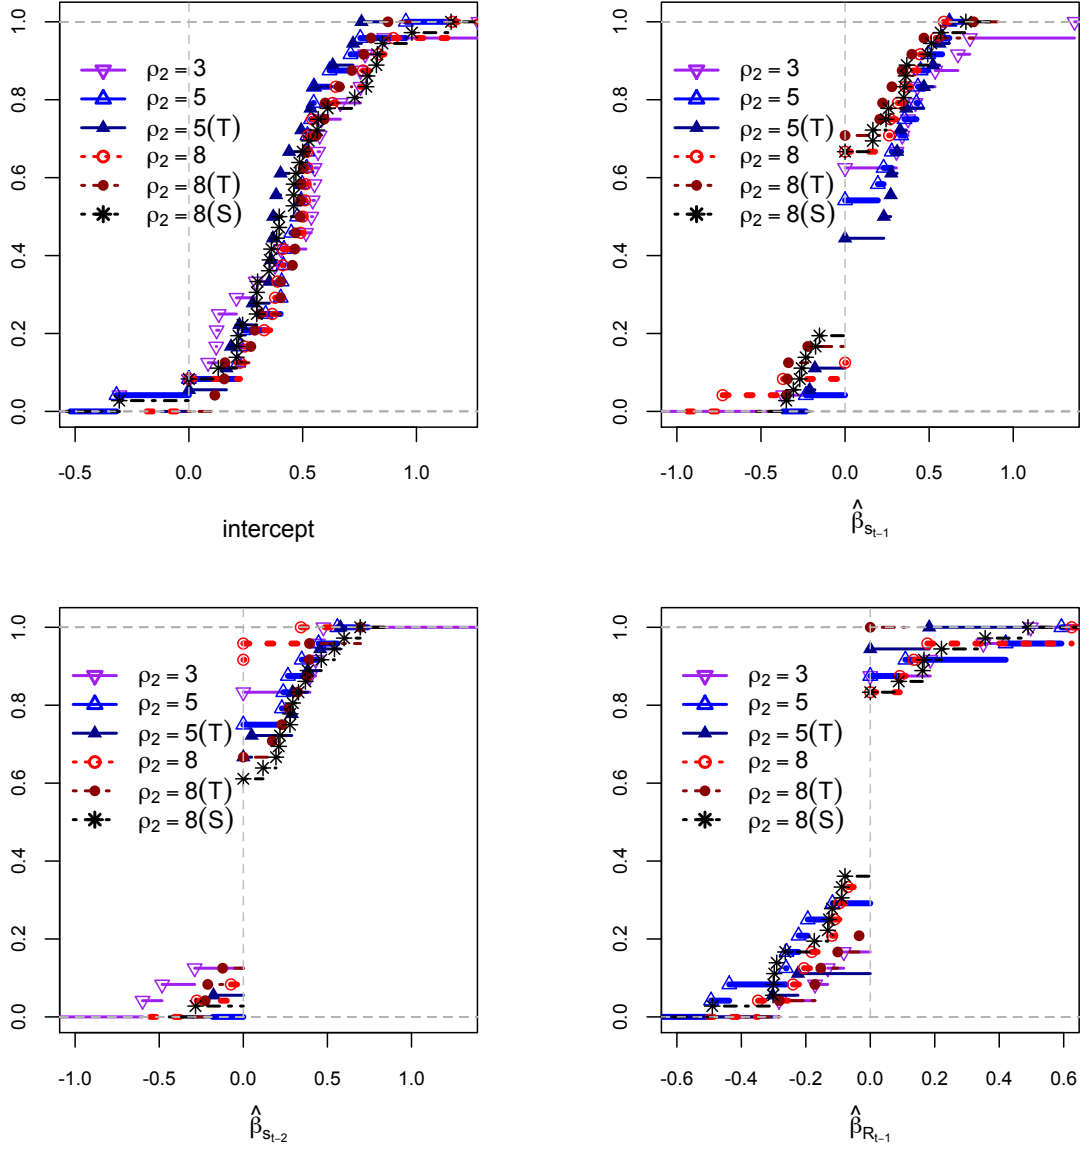 1.0
0.8
0.6
0.4
0.2
0.0
ρ₂ = 3
ρ₂ = 5
ρ₂ = 5(T)
ρ₂ = 8
ρ₂ = 8(T)
ρ₂ = 8(S)
-0.5 0.0 0.5 1.0
intercept
1.0
0.8
0.6
0.4
0.2
0.0
ρ₂ = 3
ρ₂ = 5
ρ₂ = 5(T)
ρ₂ = 8
ρ₂ = 8(T)
ρ₂ = 8(S)
-1.0 -0.5 0.0 0.5 1.0
β̂ₛₜ₋₁
1.0
0.8
0.6
0.4
0.2
0.0
ρ₂ = 3
ρ₂ = 5
ρ₂ = 5(T)
ρ₂ = 8
ρ₂ = 8(T)
ρ₂ = 8(S)
-1.0 -0.5 0.0 0.5 1.0
β̂ₛₜ₋₂
1.0
0.8
0.6
0.4
0.2
0.0
ρ₂ = 3
ρ₂ = 5
ρ₂ = 5(T)
ρ₂ = 8
ρ₂ = 8(T)
ρ₂ = 8(S)
-0.6 -0.4 -0.2 0.0 0.2 0.4 0.6
β̂Rₜ₋₁